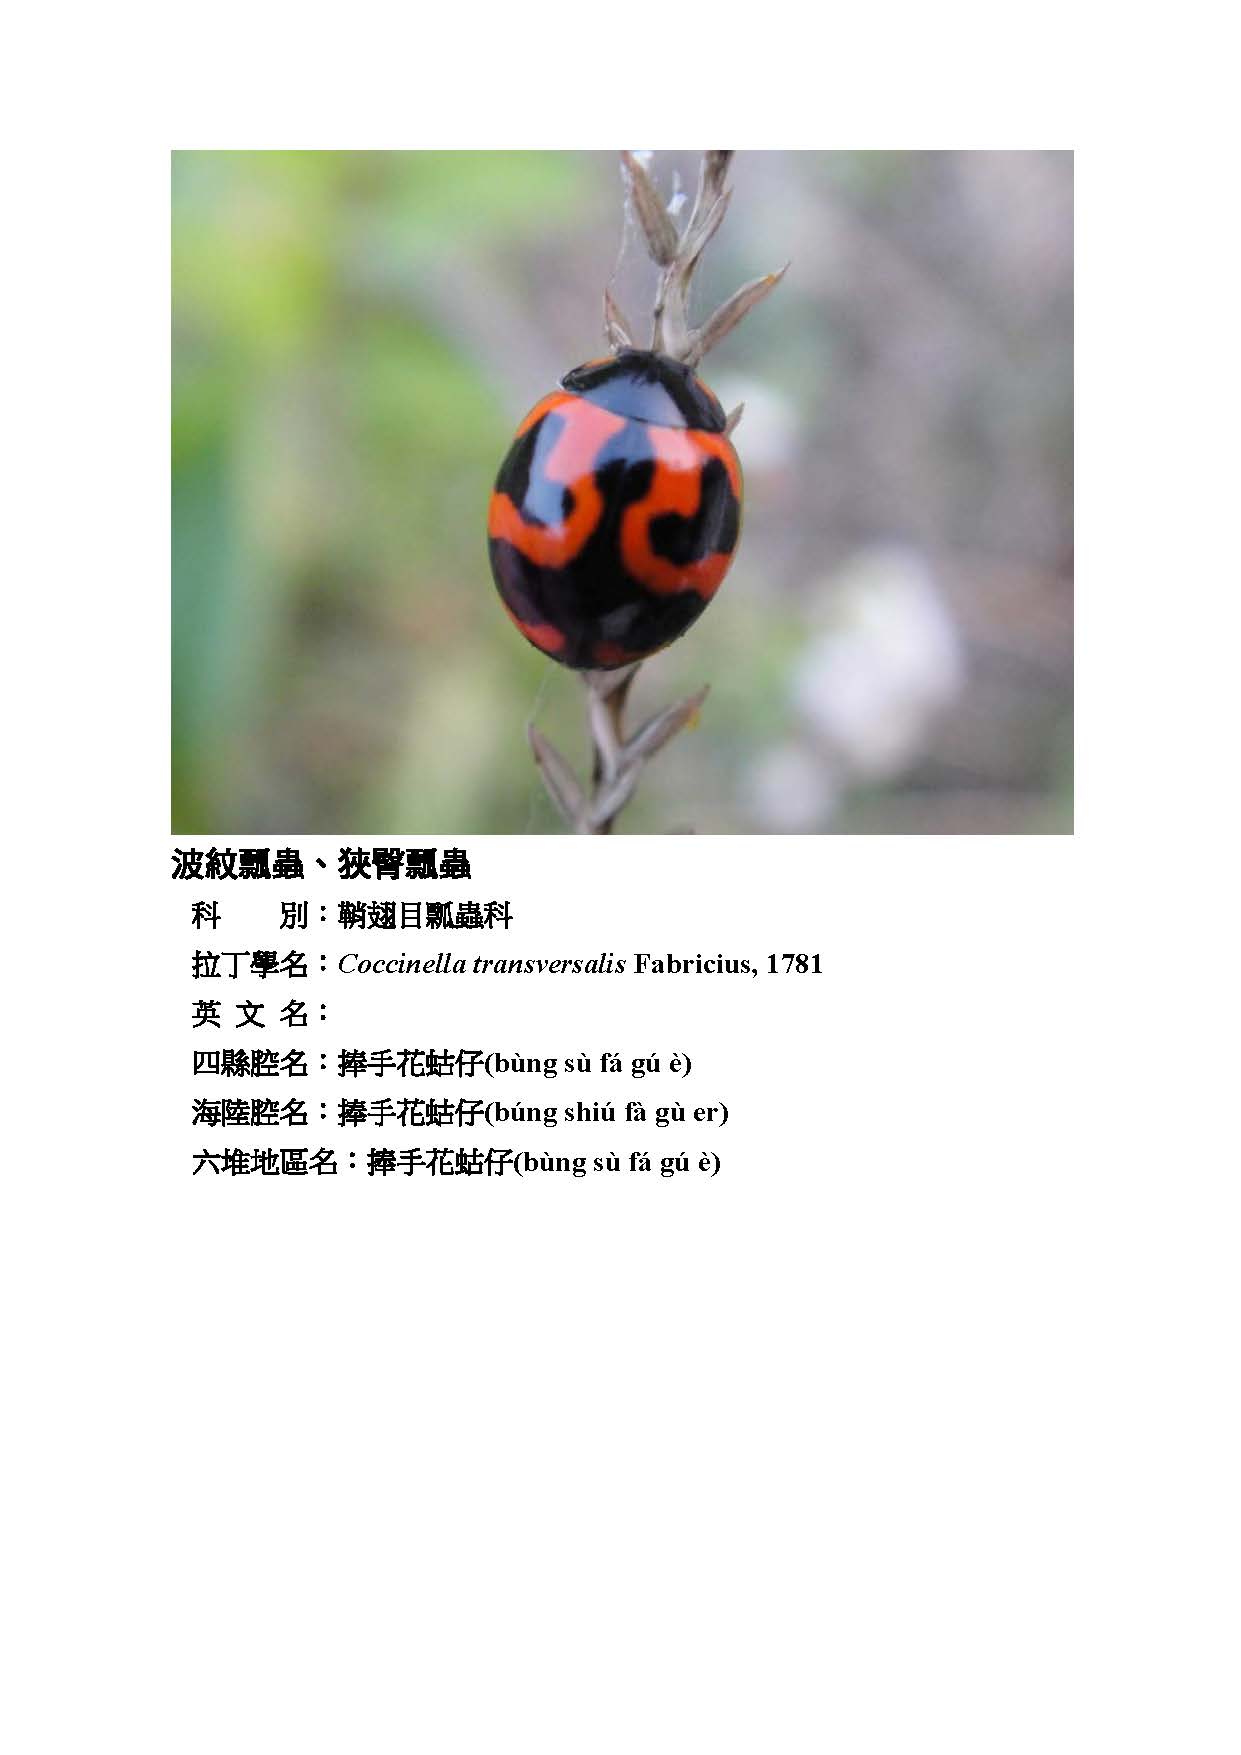 波紋瓢蟲、狹臀瓢蟲
科　　別：鞘翅目瓢蟲科
拉丁學名：Coccinella transversalis Fabricius, 1781
英 文 名：
四縣腔名：捧手花蛄仔(bùng sù fá gú è)
海陸腔名：捧手花蛄仔(búng shiú fà gù er)
六堆地區名：捧手花蛄仔(bùng sù fá gú è)